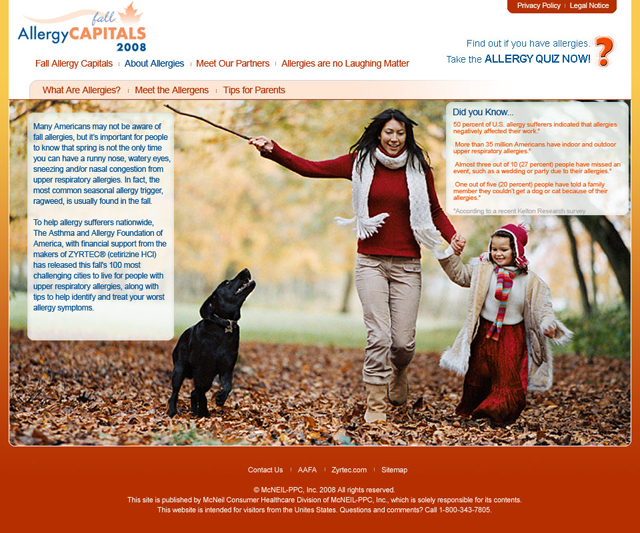 Privacy Policy | Legal Notice
fall
AllergyCAPITALS
2008
Find out if you have allergies.
Take the ALLERGY QUIZ NOW!
?
Fall Allergy Capitals | About Allergies | Meet Our Partners | Allergies are no Laughing Matter
What Are Allergies? | Meet the Allergens | Tips for Parents
Many Americans may not be aware of
fall allergies, but it's important for people
to know that spring is not the only time
you can have a runny nose, watery eyes,
sneezing and/or nasal congestion from
upper respiratory allergies. In fact, the
most common seasonal allergy trigger,
ragweed, is usually found in the fall.
To help allergy sufferers nationwide,
The Asthma and Allergy Foundation of
America, with financial support from the
makers of ZYRTEC® (cetirizine HCl)
has released this fall's 100 most
challenging cities to live for people with
upper respiratory allergies, along with
tips to help identify and treat your worst
allergy symptoms.
Did you Know...
50 percent of U.S. allergy sufferers indicated that allergies
negatively affected their work.*
More than 35 million Americans have indoor and outdoor
upper respiratory allergies.*
Almost three out of 10 (27 percent) people have missed an
event, such as a wedding or party due to their allergies.*
One out of five (20 percent) people have told a family
member they couldn't get a dog or cat because of their
allergies.*
*According to a recent Kelton Research survey
Contact Us | AAFA | Zyrtec.com | Sitemap
© McNEIL-PPC, Inc. 2008 All rights reserved.
This site is published by McNeil Consumer Healthcare Division of McNEIL-PPC, Inc., which is solely responsible for its contents.
This website is intended for visitors from the Unites States. Questions and comments? Call 1-800-343-7805.